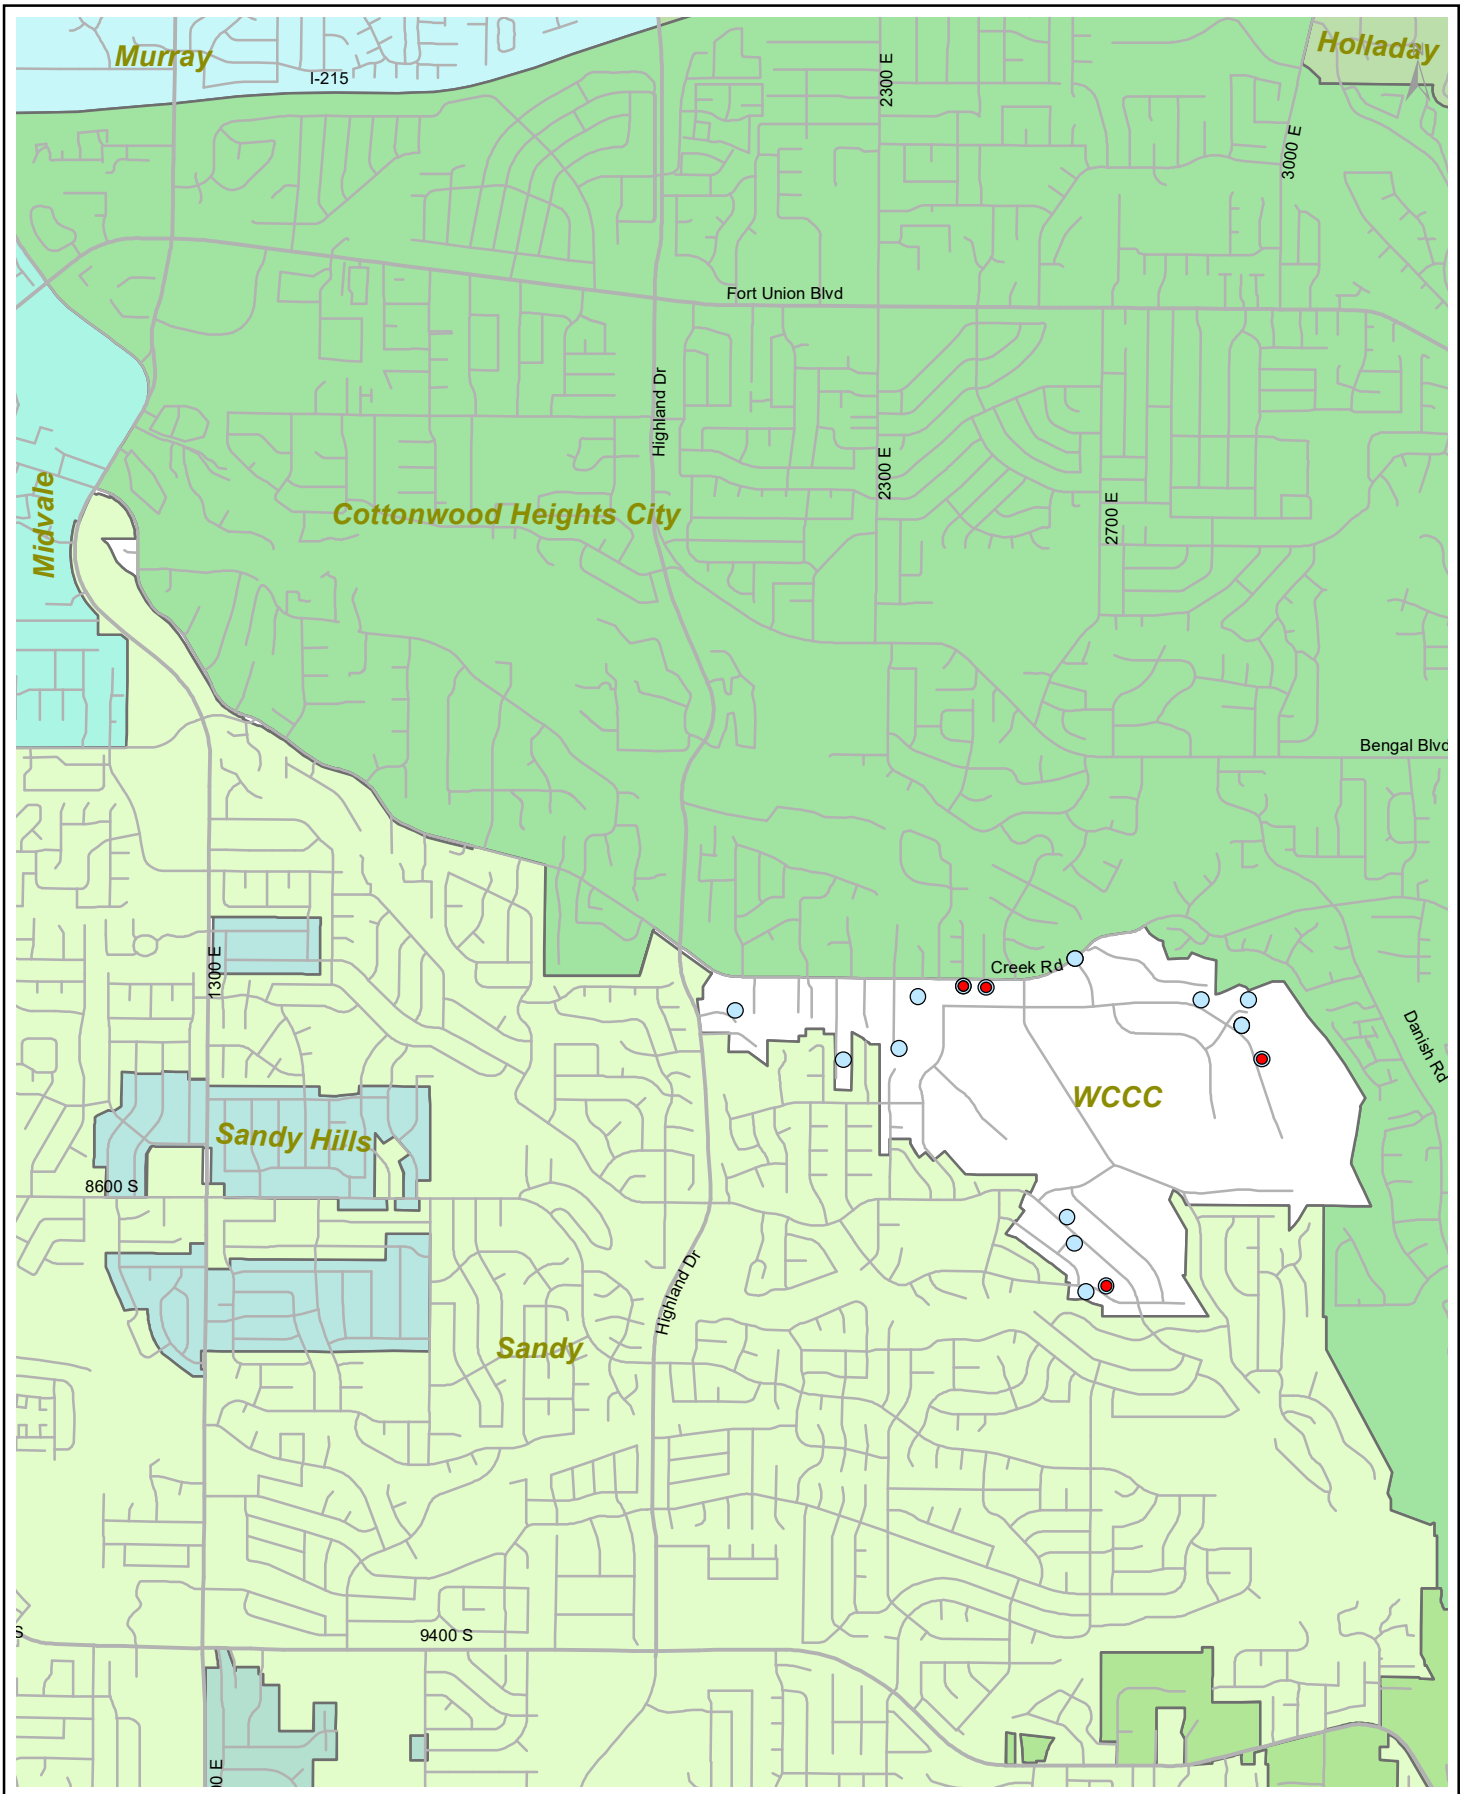 Murray
Holladay
I-215
2300 E
3000 E
Fort Union Blvd
Highland Dr
2300 E
Midvale
Cottonwood Heights City
2700 E
Bengal Blvd
1300 E
Creek Rd
Danish Rd
WCCC
Sandy Hills
8600 S
Highland Dr
Sandy
S
9400 S
00 E